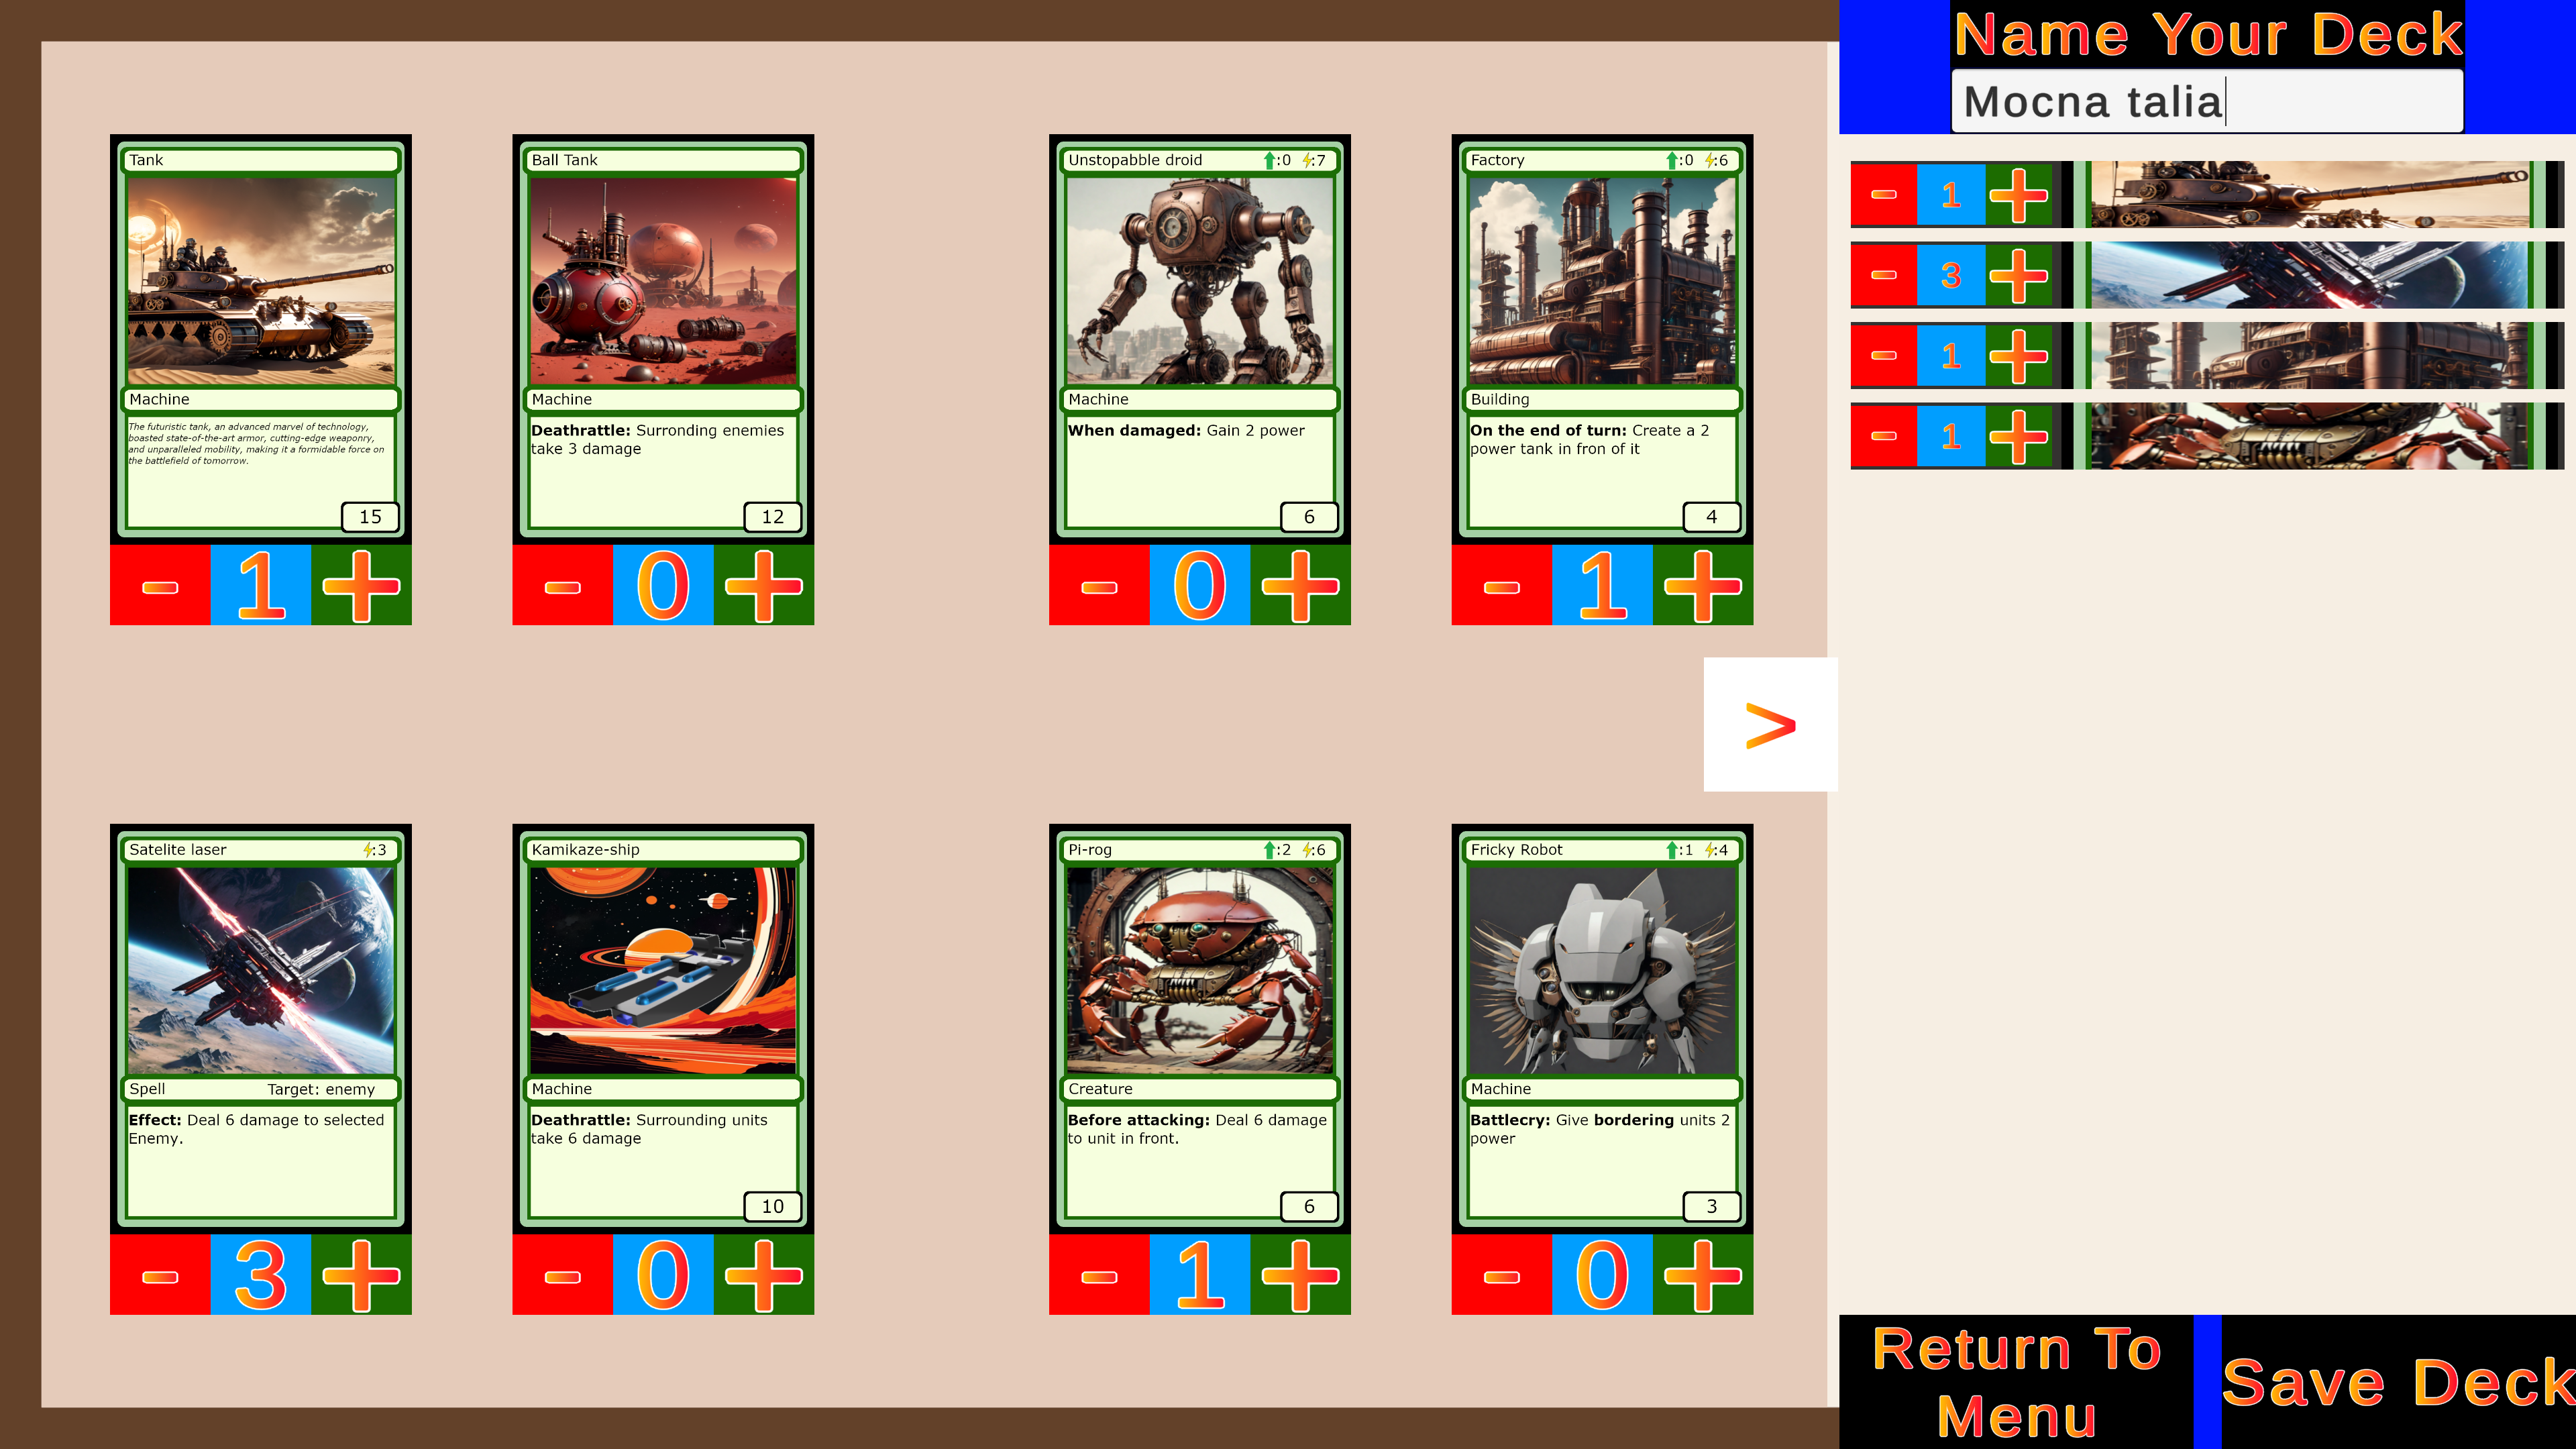 Name Your Deck
Mocna talia
Tank
Machine
The futuristic tank, an advanced marvel of technology,
boasted state-of-the-art armor, cutting-edge weaponry,
and unparalleled mobility, making it a formidable force on
the battlefield of tomorrow.
15
- 1 +
Ball Tank
Machine
Deathrattle: Surronding enemies
take 3 damage
12
- 0 +
Unstopabble droid :0 :7
Machine
When damaged: Gain 2 power
6
- 0 +
Factory :0 :6
Building
On the end of turn: Create a 2
power tank in fron of it
4
- 1 +
>
Satelite laser :3
Spell Target: enemy
Effect: Deal 6 damage to selected
Enemy.
- 3 +
Kamikaze-ship
Machine
Deathrattle: Surrounding units
take 6 damage
10
- 0 +
Pi-rog :2 :6
Creature
Before attacking: Deal 6 damage
to unit in front.
6
- 1 +
Fricky Robot :1 :4
Machine
Battlecry: Give bordering units 2
power
3
- 0 +
- 1 +
- 3 +
- 1 +
- 1 +
Return To
Menu
Save Deck